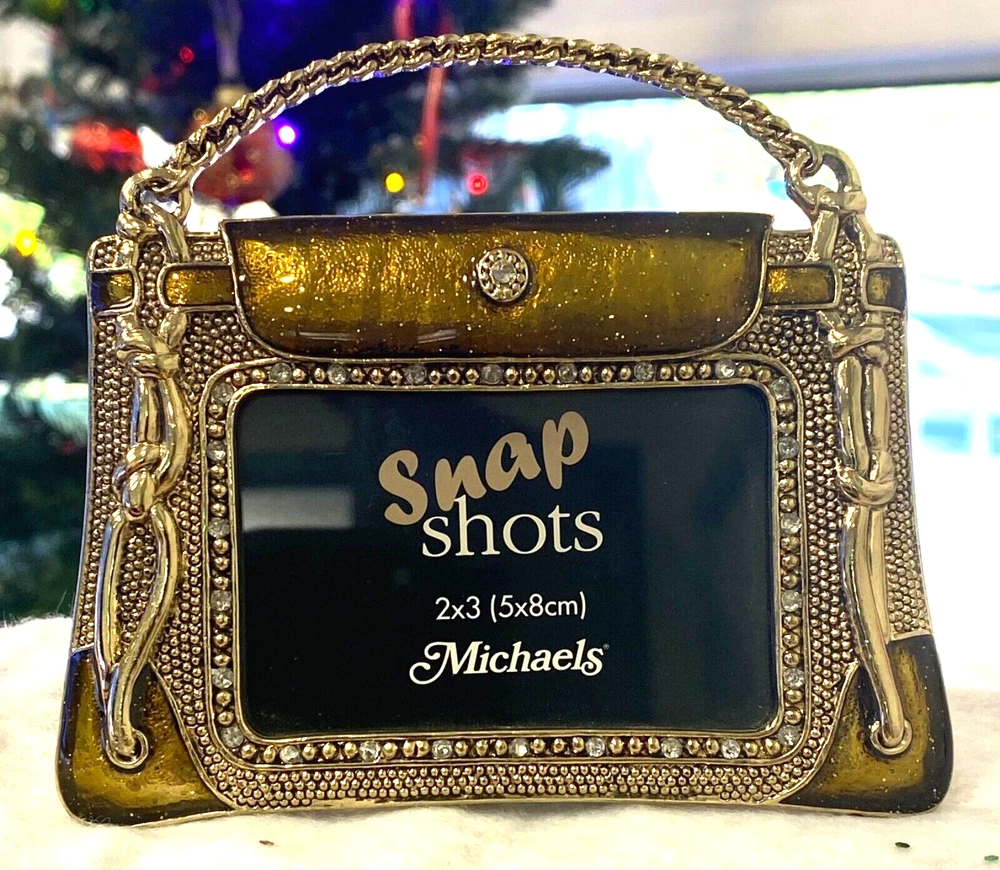 Snap
shots
2x3 (5x8cm)
Michaels®